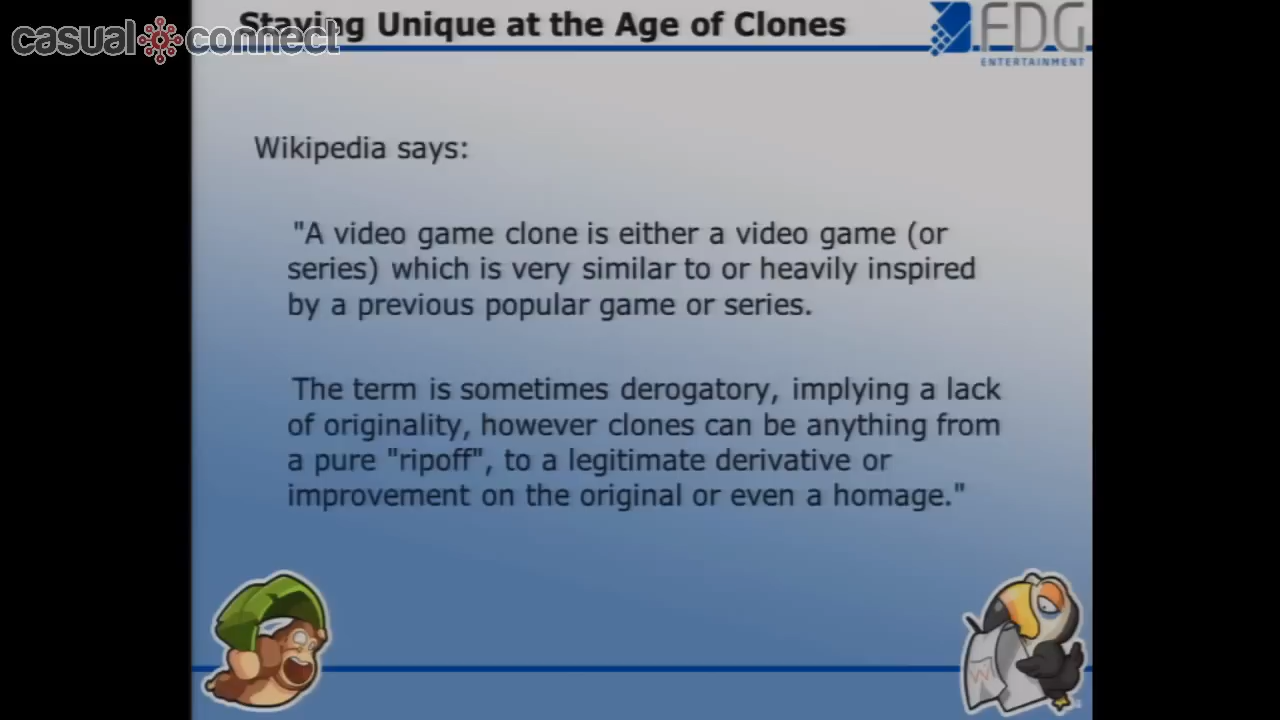 casual connect
Staying Unique at the Age of Clones
FDG
ENTERTAINMENT
Wikipedia says:
"A video game clone is either a video game (or
series) which is very similar to or heavily inspired
by a previous popular game or series.
The term is sometimes derogatory, implying a lack
of originality, however clones can be anything from
a pure "ripoff", to a legitimate derivative or
improvement on the original or even a homage."
W